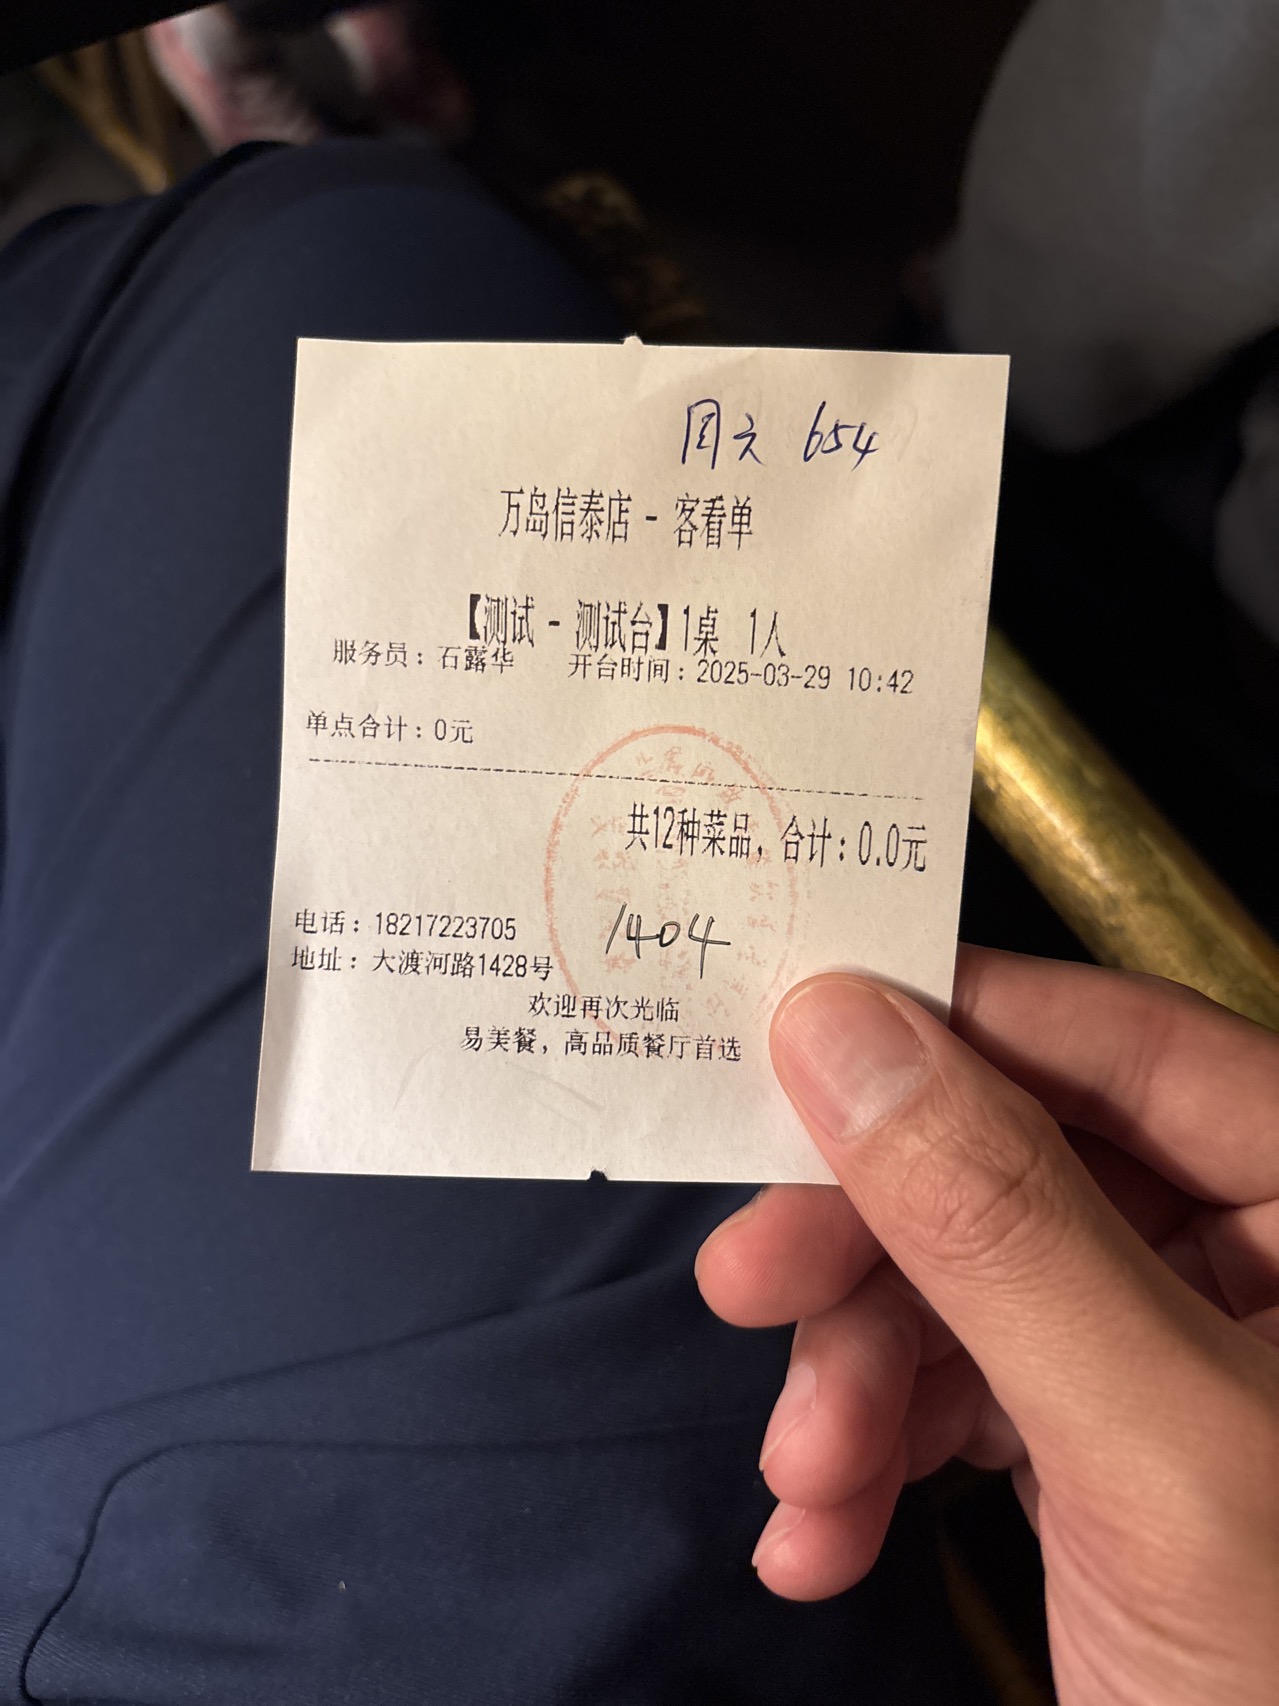 周六 654
万岛信泰店 - 客看单
【测试 - 测试台】1桌 1人
服务员：石露华 开台时间：2025-03-29 10:42
单点合计：0元
共12种菜品，合计：0.0元
1404
电话：18217223705
地址：大渡河路1428号
欢迎再次光临
易美餐，高品质餐厅首选